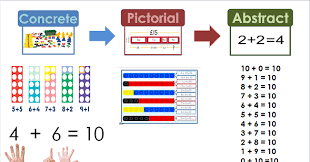 Concrete
Pictorial
Abstract
£15
2+2=4
5+5 6+4 7+3 8+2 9+1
4 + 6 = 10
10 + 0 = 10
9 + 1 = 10
8 + 2 = 10
7 + 3 = 10
6 + 4 = 10
5 + 5 = 10
4 + 6 = 10
3 + 7 = 10
2 + 8 = 10
1 + 9 = 10
0 + 10 = 10